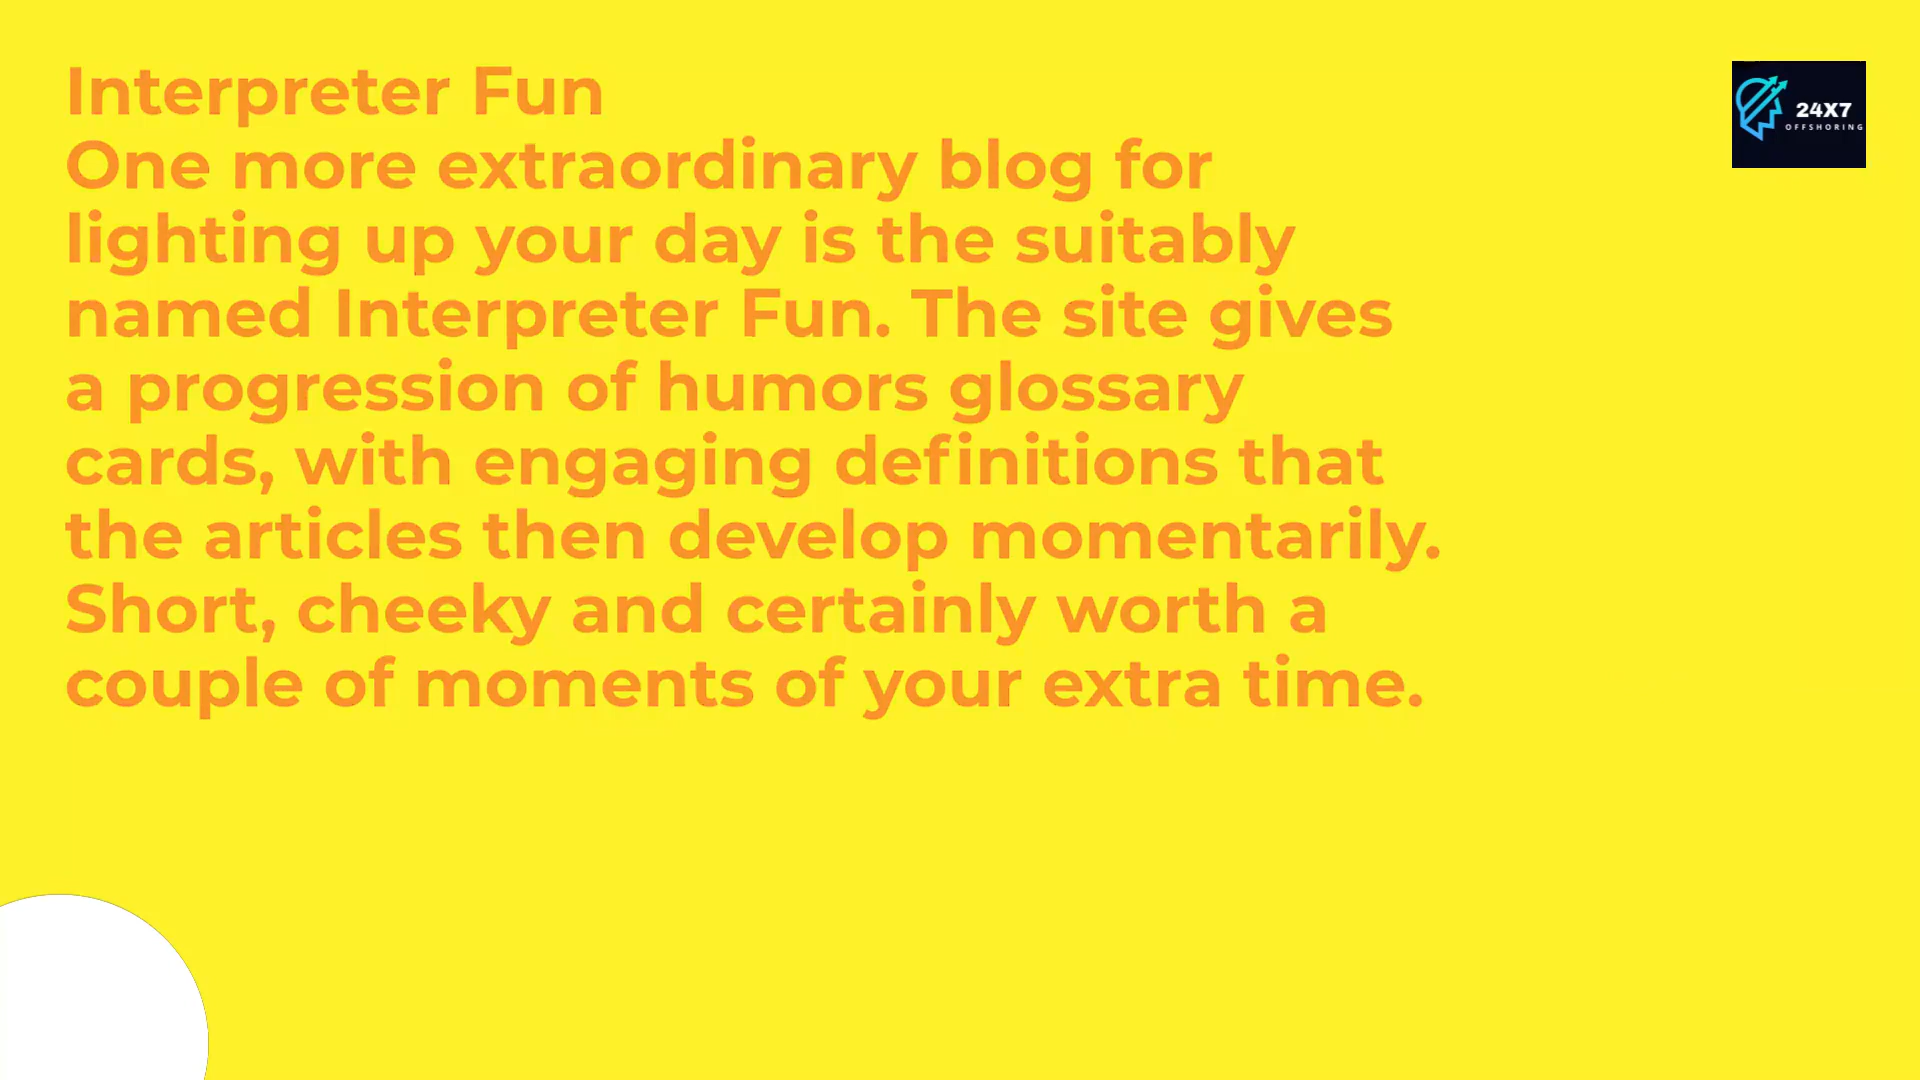 Interpreter Fun
One more extraordinary blog for
lighting up your day is the suitably
named Interpreter Fun. The site gives
a progression of humors glossary
cards, with engaging definitions that
the articles then develop momentarily.
Short, cheeky and certainly worth a
couple of moments of your extra time.
24X7
OFFSHORING